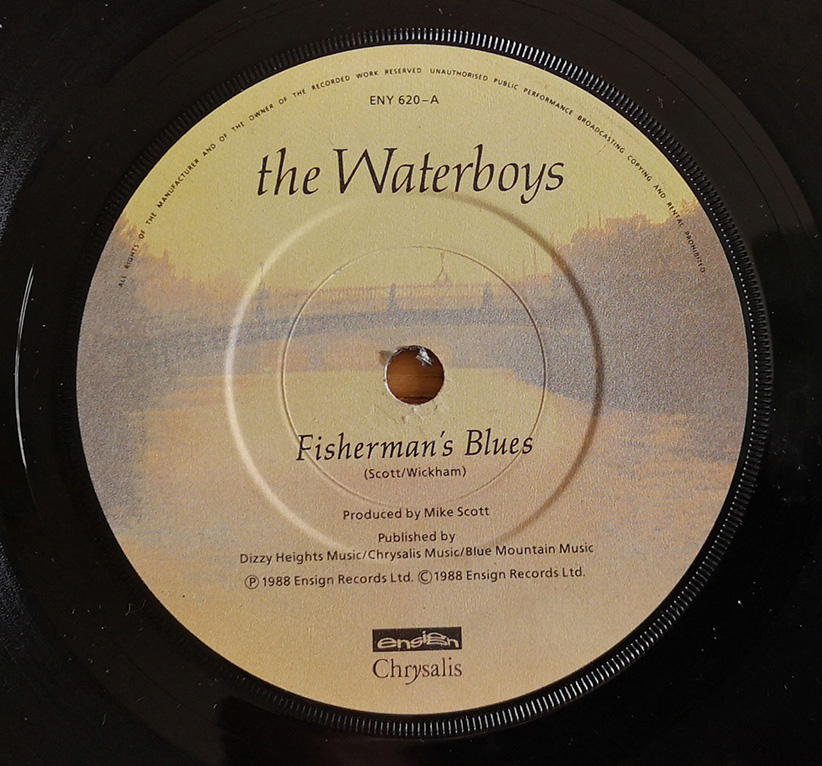 ALL RIGHTS OF THE MANUFACTURER AND OF THE OWNER OF THE RECORDED WORK RESERVED UNAUTHORISED PUBLIC PERFORMANCE BROADCASTING COPYING AND RENTAL PROHIBITED
ENY 620–A
the Waterboys
Fisherman's Blues
(Scott/Wickham)
Produced by Mike Scott
Published by
Dizzy Heights Music/Chrysalis Music/Blue Mountain Music
Ⓟ 1988 Ensign Records Ltd. Ⓒ1988 Ensign Records Ltd.
ensign
Chrysalis